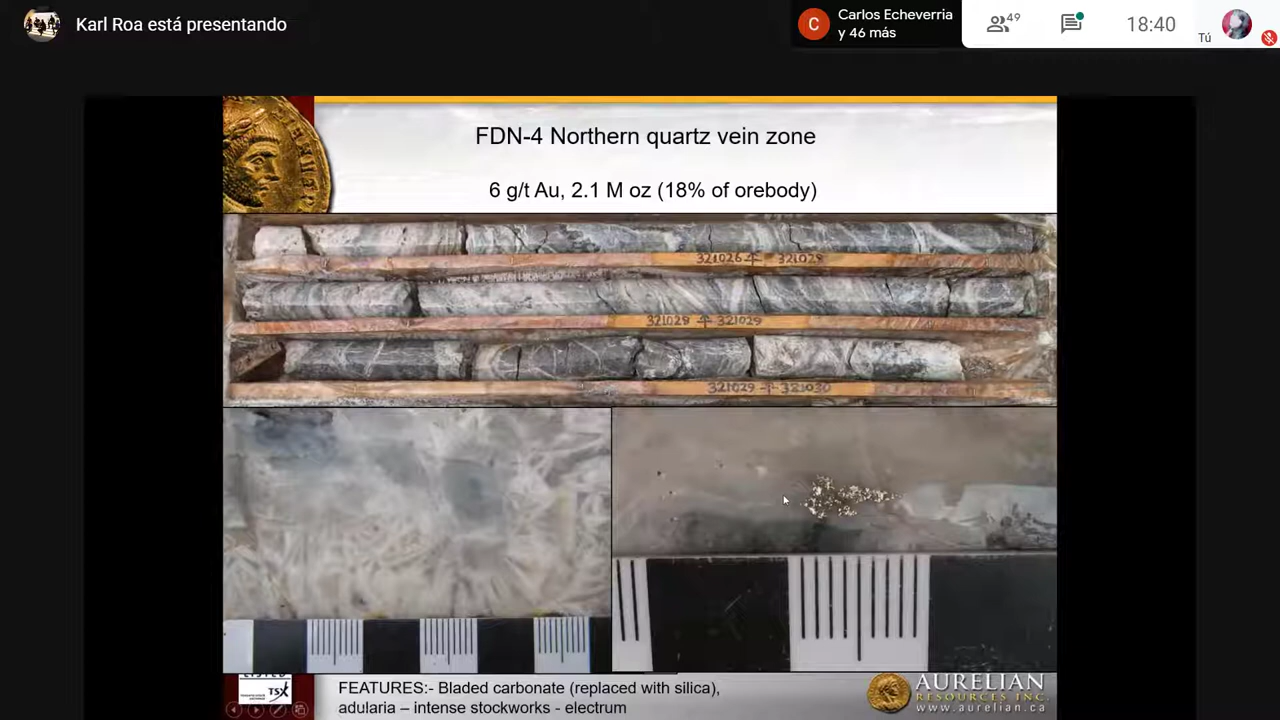 Karl Roa está presentando
Carlos Echeverria
y 46 más
C
49
18:40
Tú
FDN-4 Northern quartz vein zone
6 g/t Au, 2.1 M oz (18% of orebody)
321026 321028
321028 321029
321029 321030
LISTED
TSX
FEATURES:- Bladed carbonate (replaced with silica),
adularia – intense stockworks - electrum
AURELIAN
RESOURCES INC.
www.aurelian.ca